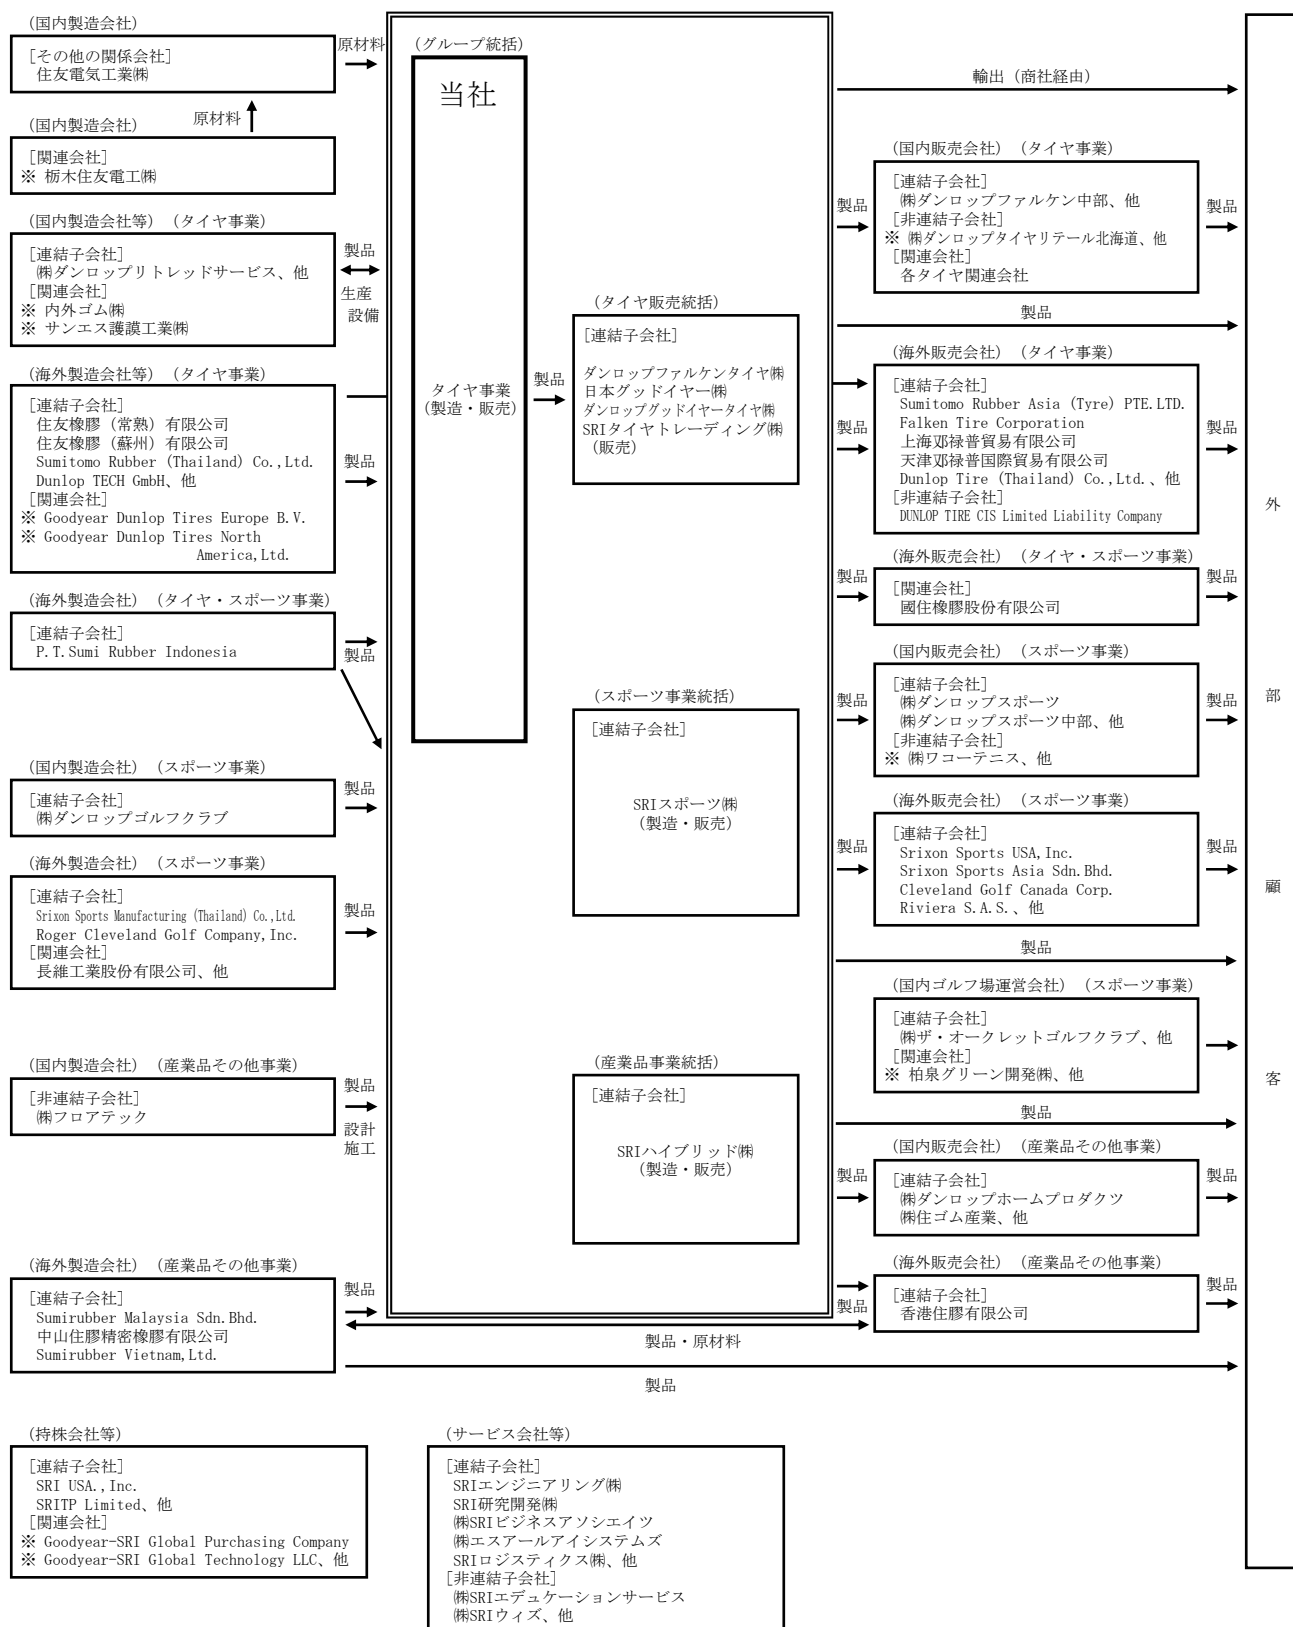 (国内製造会社)
[その他の関係会社]
住友電気工業㈱
原材料
(国内製造会社)
原材料
[関連会社]
※ 栃木住友電工㈱
(国内製造会社等) (タイヤ事業)
[連結子会社]
㈱ダンロップリトレッドサービス、他
[関連会社]
※ 内外ゴム㈱
※ サンエス護膜工業㈱
製品
生産
設備
(海外製造会社等) (タイヤ事業)
[連結子会社]
住友橡膠（常熟）有限公司
住友橡膠（蘇州）有限公司
Sumitomo Rubber (Thailand) Co.,Ltd.
Dunlop TECH GmbH、他
[関連会社]
※ Goodyear Dunlop Tires Europe B.V.
※ Goodyear Dunlop Tires North
America,Ltd.
製品
(海外製造会社) (タイヤ・スポーツ事業)
[連結子会社]
P.T.Sumi Rubber Indonesia
製品
(国内製造会社) (スポーツ事業)
[連結子会社]
㈱ダンロップゴルフクラブ
製品
(海外製造会社) (スポーツ事業)
[連結子会社]
Srixon Sports Manufacturing (Thailand) Co.,Ltd.
Roger Cleveland Golf Company,Inc.
[関連会社]
長維工業股份有限公司、他
製品
(国内製造会社) (産業品その他事業)
[非連結子会社]
㈱フロアテック
製品
設計
施工
(海外製造会社) (産業品その他事業)
[連結子会社]
Sumirubber Malaysia Sdn.Bhd.
中山住膠精密橡膠有限公司
Sumirubber Vietnam,Ltd.
製品
(グループ統括)
当社
タイヤ事業
(製造・販売)
製品
(タイヤ販売統括)
[連結子会社]
ダンロップファルケンタイヤ㈱
日本グッドイヤー㈱
ダンロップグッドイヤータイヤ㈱
SRIタイヤトレーディング㈱
(販売)
(スポーツ事業統括)
[連結子会社]
SRIスポーツ㈱
(製造・販売)
(産業品事業統括)
[連結子会社]
SRIハイブリッド㈱
(製造・販売)
輸出（商社経由）
(国内販売会社) (タイヤ事業)
[連結子会社]
㈱ダンロップファルケン中部、他
[非連結子会社]
※ ㈱ダンロップタイヤリテール北海道、他
[関連会社]
各タイヤ関連会社
製品
製品
製品
(海外販売会社) (タイヤ事業)
[連結子会社]
Sumitomo Rubber Asia (Tyre) PTE.LTD.
Falken Tire Corporation
上海邓禄普貿易有限公司
天津邓禄普国際貿易有限公司
Dunlop Tire (Thailand) Co.,Ltd.、他
[非連結子会社]
DUNLOP TIRE CIS Limited Liability Company
製品
製品
(海外販売会社) (タイヤ・スポーツ事業)
[関連会社]
國住橡膠股份有限公司
製品
製品
(国内販売会社) (スポーツ事業)
[連結子会社]
㈱ダンロップスポーツ
㈱ダンロップスポーツ中部、他
[非連結子会社]
※ ㈱ワコーテニス、他
製品
製品
(海外販売会社) (スポーツ事業)
[連結子会社]
Srixon Sports USA,Inc.
Srixon Sports Asia Sdn.Bhd.
Cleveland Golf Canada Corp.
Riviera S.A.S.、他
製品
製品
製品
(国内ゴルフ場運営会社) (スポーツ事業)
[連結子会社]
㈱ザ・オークレットゴルフクラブ、他
[関連会社]
※ 柏泉グリーン開発㈱、他
製品
(国内販売会社) (産業品その他事業)
[連結子会社]
㈱ダンロップホームプロダクツ
㈱住ゴム産業、他
製品
製品
(海外販売会社) (産業品その他事業)
[連結子会社]
香港住膠有限公司
製品
製品
製品・原材料
製品
外
部
顧
客
(持株会社等)
[連結子会社]
SRI USA.,Inc.
SRITP Limited、他
[関連会社]
※ Goodyear-SRI Global Purchasing Company
※ Goodyear-SRI Global Technology LLC、他
(サービス会社等)
[連結子会社]
SRIエンジニアリング㈱
SRI研究開発㈱
㈱SRIビジネスアソシエイツ
㈱エスアールアイシステムズ
SRIロジスティクス㈱、他
[非連結子会社]
㈱SRIエデュケーションサービス
㈱SRIウィズ、他